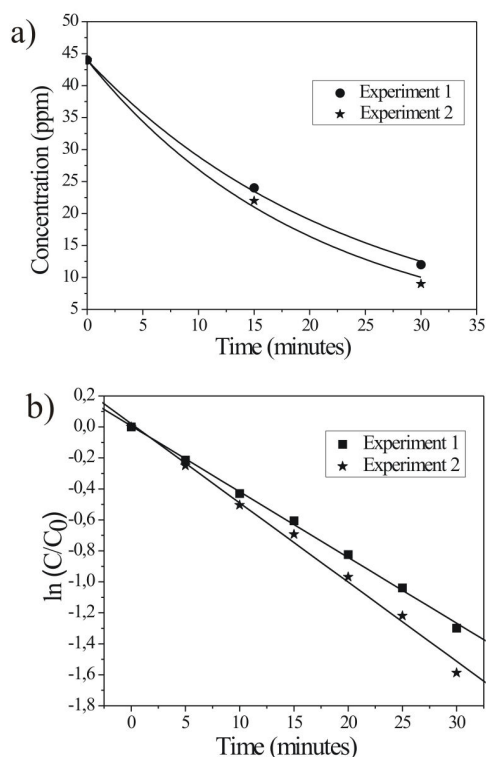 a)
50
45
40
35
30
25
20
15
10
5
Concentration (ppm)
Experiment 1
Experiment 2
0 5 10 15 20 25 30 35
Time (minutes)
b)
0,2
0,0
-0,2
-0,4
-0,6
-0,8
-1,0
-1,2
-1,4
-1,6
-1,8
ln (C/C0)
Experiment 1
Experiment 2
0 5 10 15 20 25 30
Time (minutes)